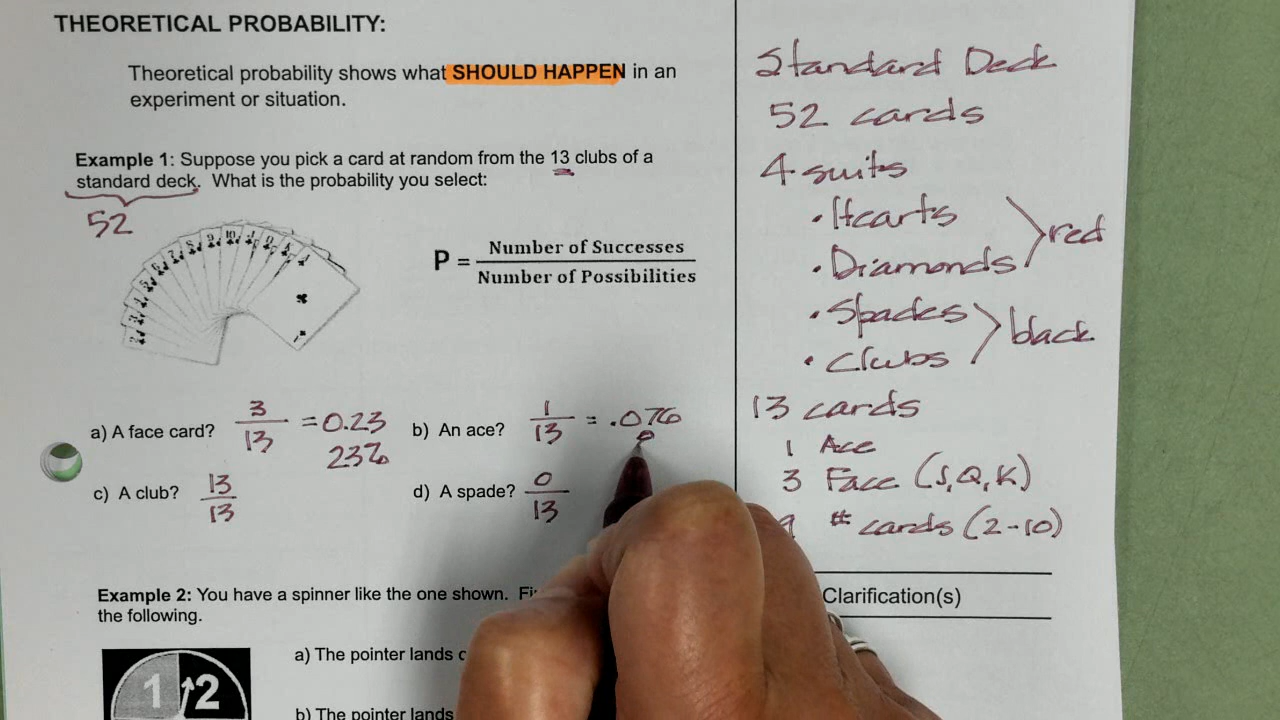 THEORETICAL PROBABILITY:
Theoretical probability shows what SHOULD HAPPEN in an
experiment or situation.
Example 1: Suppose you pick a card at random from the 13 clubs of a
standard deck. What is the probability you select:
52
P = Number of Successes
Number of Possibilities
a) A face card? 3/13 = 0.23
23%
b) An ace? 1/13 = .076
c) A club? 13/13
d) A spade? 0/13
Example 2: You have a spinner like the one shown.
the following.
1 2
a) The pointer lands
b) The pointer lands
Standard Deck
52 cards
4 suits
• Hearts
• Diamonds
red
• Spades
• Clubs
black
13 cards
1 Ace
3 Face (J,Q,K)
9 # cards (2-10)
Clarification(s)